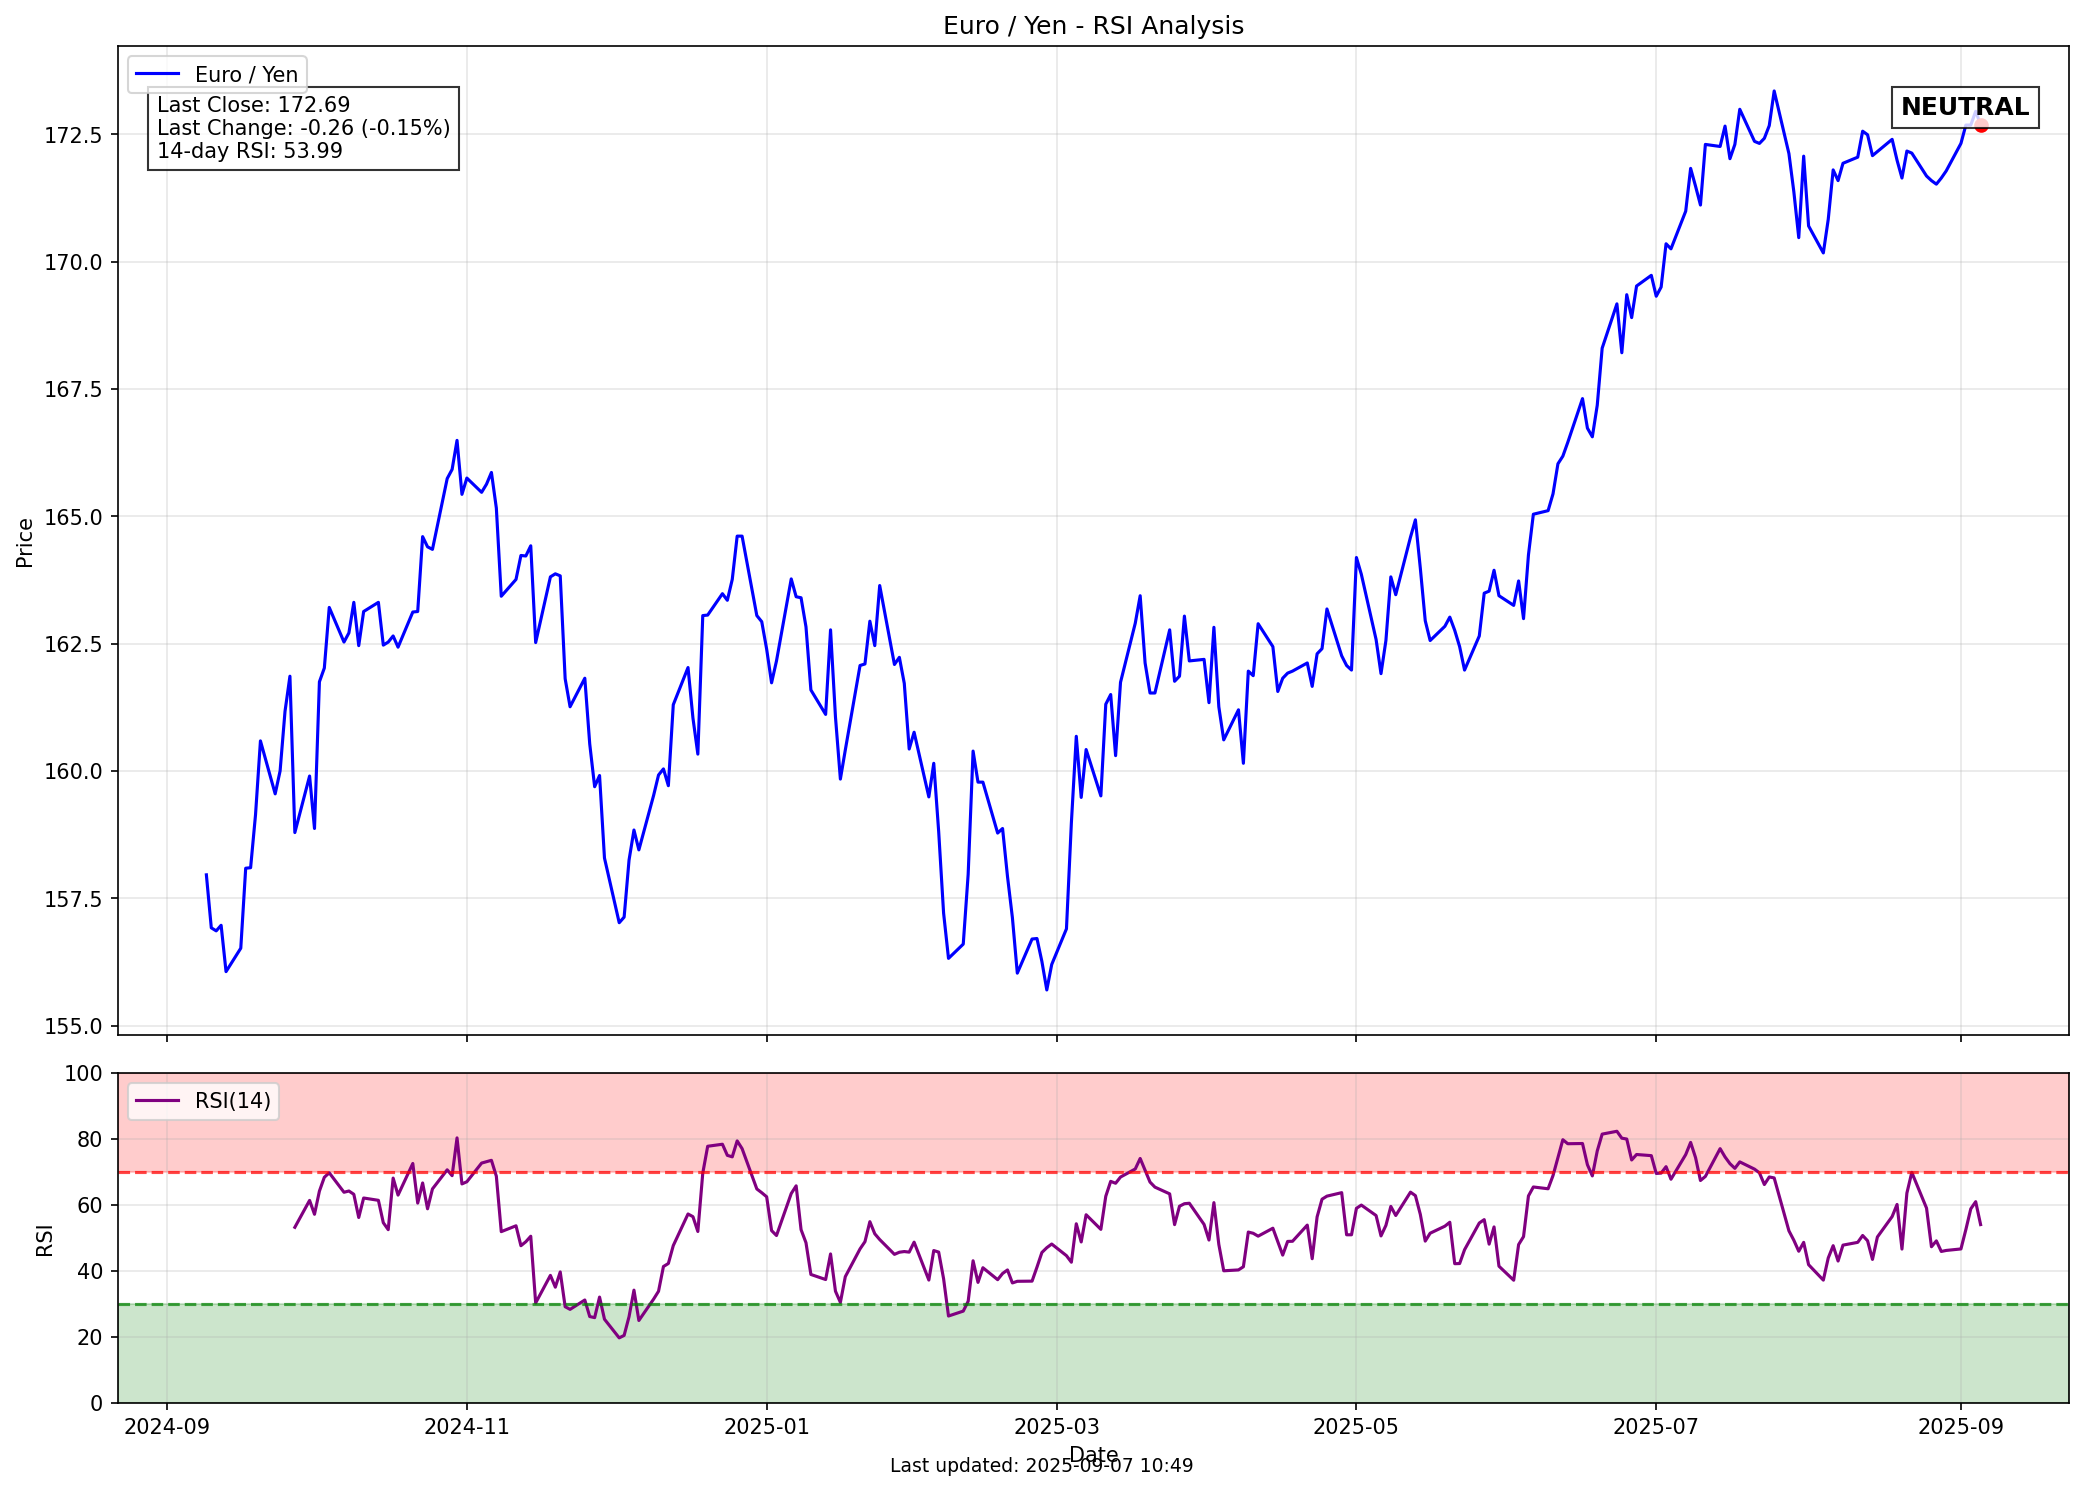 Euro / Yen - RSI Analysis
Euro / Yen
Last Close: 172.69
Last Change: -0.26 (-0.15%)
14-day RSI: 53.99
NEUTRAL
Price
172.5
170.0
167.5
165.0
162.5
160.0
157.5
155.0
RSI(14)
RSI
100
80
60
40
20
0
2024-09
2024-11
2025-01
2025-03
2025-05
2025-07
2025-09
Date
Last updated: 2025-09-07 10:49